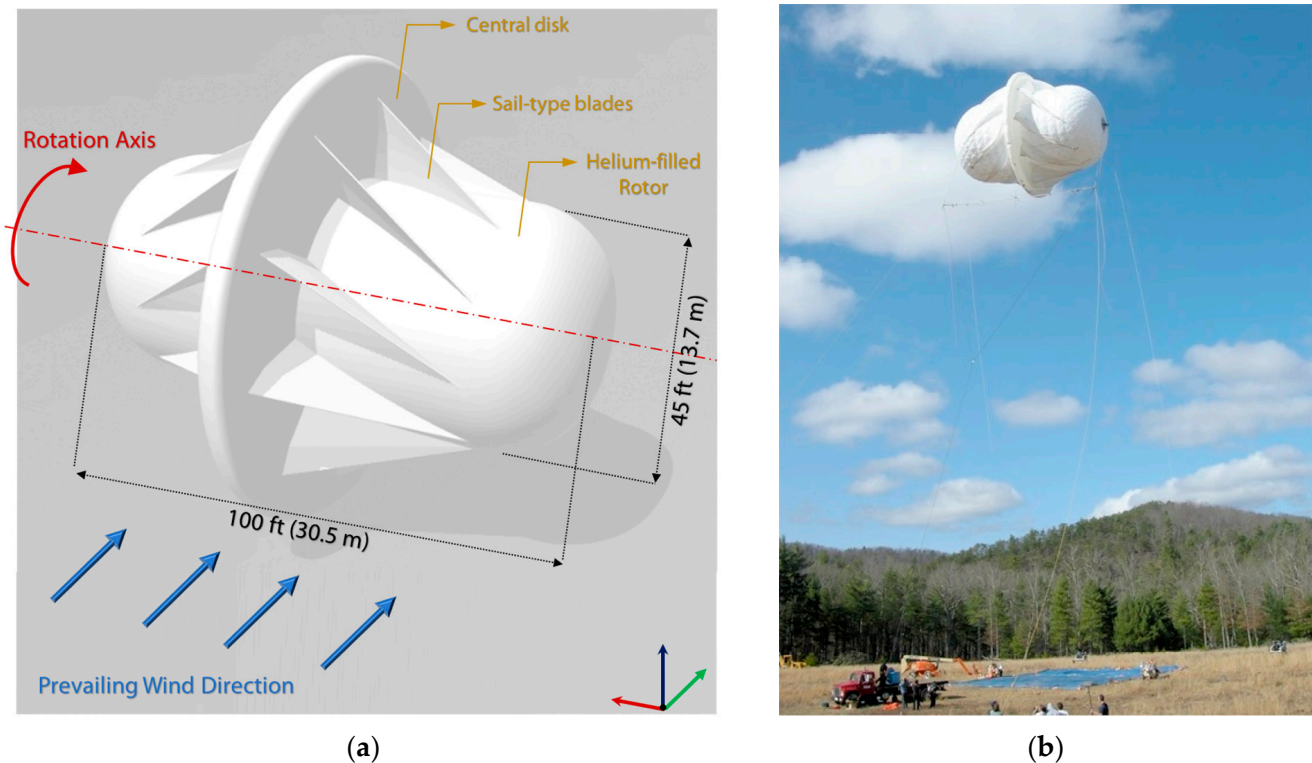 Central disk
Sail-type blades
Rotation Axis
Helium-filled
Rotor
45 ft (13.7 m)
100 ft (30.5 m)
Prevailing Wind Direction
(a)
(b)